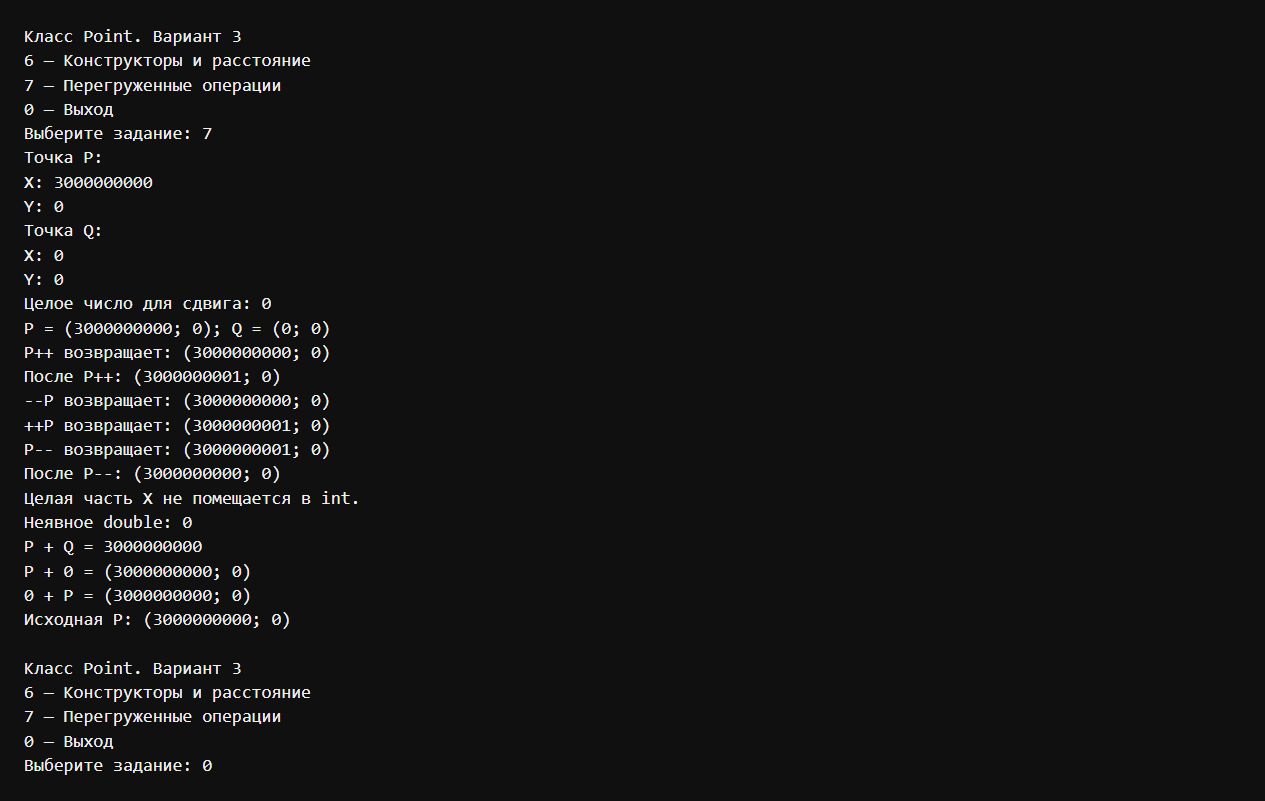 Класс Point. Вариант 3
6 — Конструкторы и расстояние
7 — Перегруженные операции
0 — Выход
Выберите задание: 7
Точка P:
X: 3000000000
Y: 0
Точка Q:
X: 0
Y: 0
Целое число для сдвига: 0
P = (3000000000; 0); Q = (0; 0)
P++ возвращает: (3000000000; 0)
После P++: (3000000001; 0)
--P возвращает: (3000000000; 0)
++P возвращает: (3000000001; 0)
P-- возвращает: (3000000001; 0)
После P--: (3000000000; 0)
Целая часть X не помещается в int.
Неявное double: 0
P + Q = 3000000000
P + 0 = (3000000000; 0)
0 + P = (3000000000; 0)
Исходная P: (3000000000; 0)
Класс Point. Вариант 3
6 — Конструкторы и расстояние
7 — Перегруженные операции
0 — Выход
Выберите задание: 0